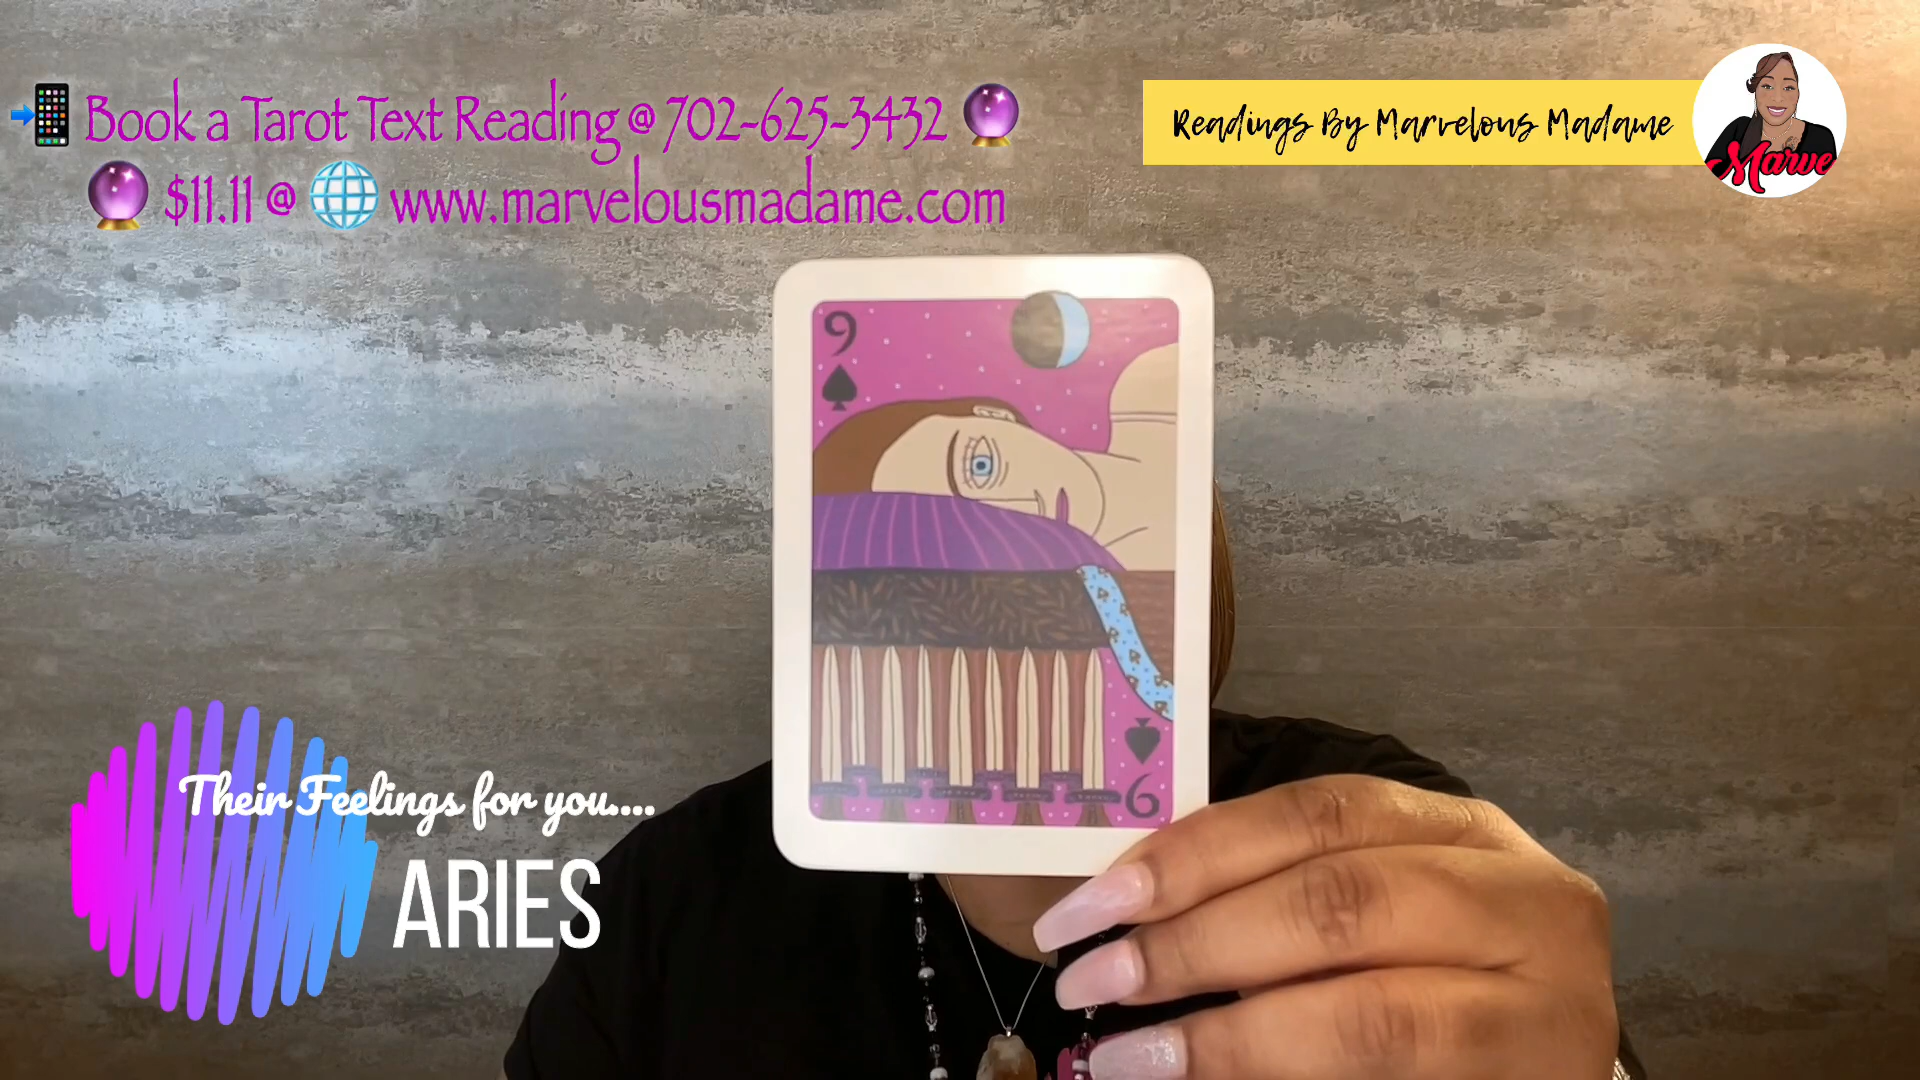 Book a Tarot Text Reading @ 702-625-3432
$11.11 @ www.marvelousmadame.com
Readings By Marvelous Madame
Marve
9
9
Their Feelings for you....
ARIES